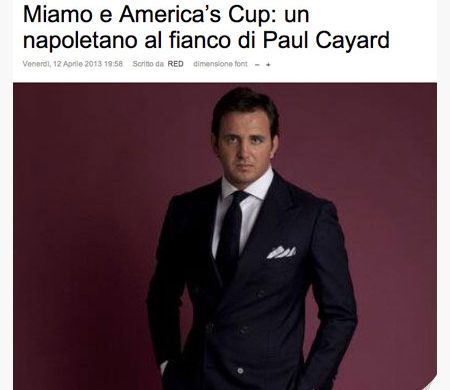 Miamo e America’s Cup: un
napoletano al fianco di Paul Cayard
Venerdì, 12 Aprile 2013 19:58 Scritto da RED dimensione font − +